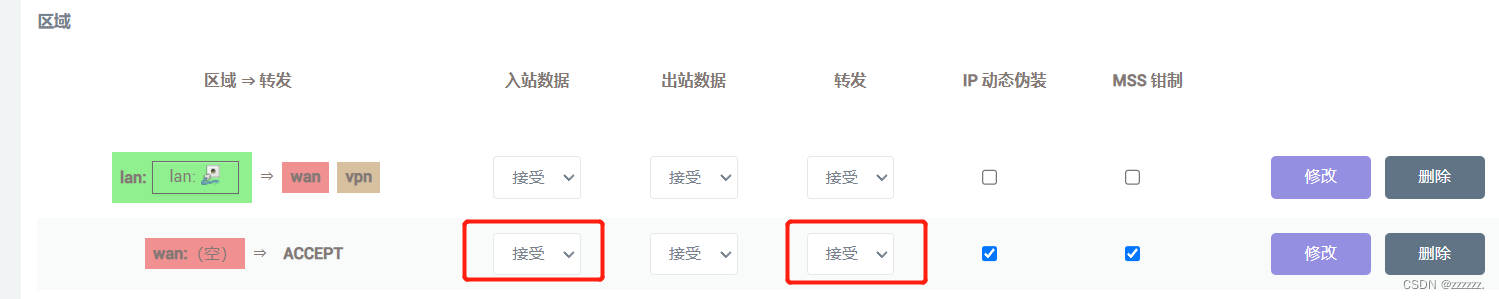 区域
区域 ⇒ 转发 入站数据 出站数据 转发 IP 动态伪装 MSS 钳制
lan: lan: ⇒ wan vpn 接受 接受 接受 修改 删除
wan: (空) ⇒ ACCEPT 接受 接受 接受 修改 删除
CSDN @zzzzzz.